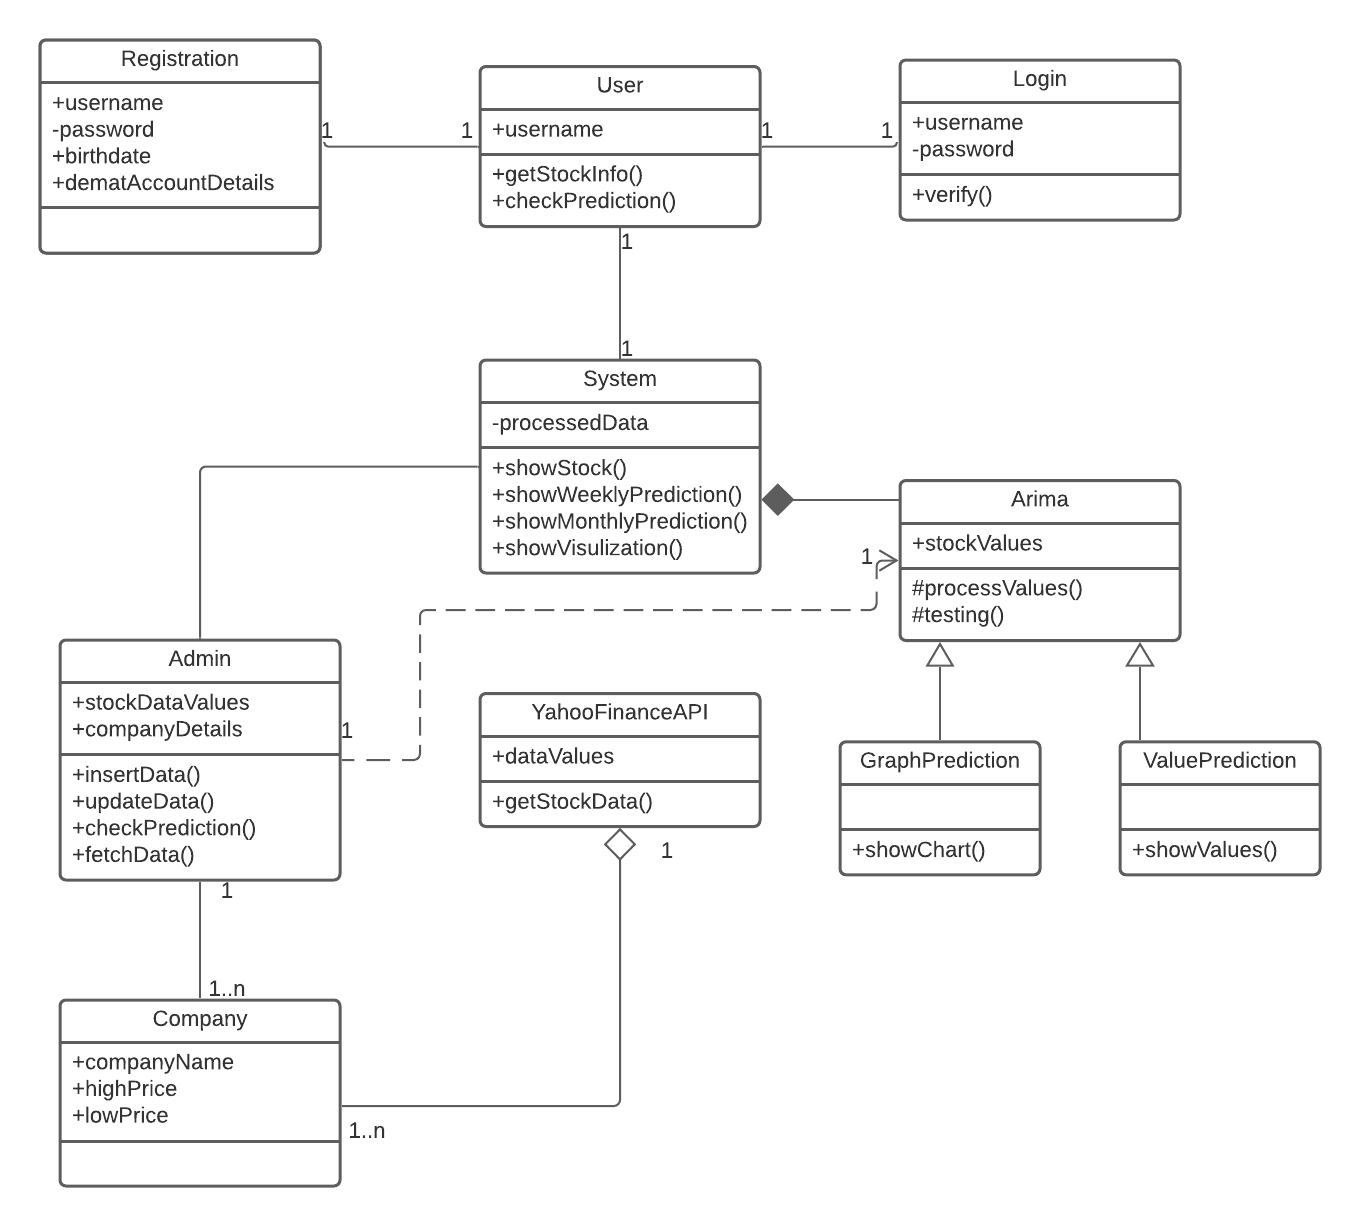 Registration
+username
-password
+birthdate
+dematAccountDetails
1
1
User
+username
+getStockInfo()
+checkPrediction()
1
1
Login
+username
-password
+verify()
1
1
System
-processedData
+showStock()
+showWeeklyPrediction()
+showMonthlyPrediction()
+showVisulization()
Arima
+stockValues
#processValues()
#testing()
1
Admin
+stockDataValues
+companyDetails
+insertData()
+updateData()
+checkPrediction()
+fetchData()
1
YahooFinanceAPI
+dataValues
+getStockData()
1
GraphPrediction
+showChart()
ValuePrediction
+showValues()
1
1..n
Company
+companyName
+highPrice
+lowPrice
1..n